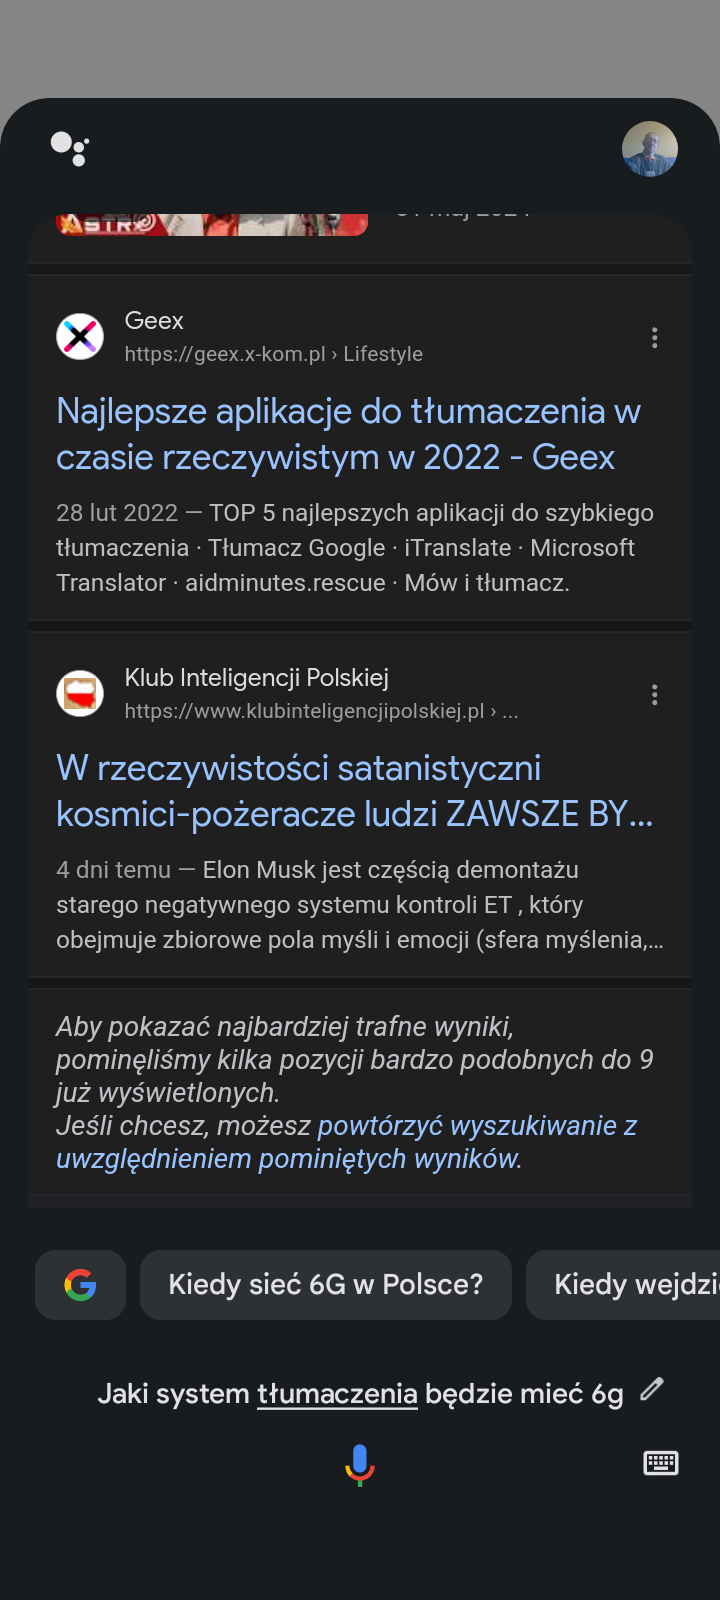 Geex
https://geex.x-kom.pl › Lifestyle
Najlepsze aplikacje do tłumaczenia w
czasie rzeczywistym w 2022 - Geex
28 lut 2022 — TOP 5 najlepszych aplikacji do szybkiego
tłumaczenia · Tłumacz Google · iTranslate · Microsoft
Translator · aidminutes.rescue · Mów i tłumacz.
Klub Inteligencji Polskiej
https://www.klubinteligencjipolskiej.pl › ...
W rzeczywistości satanistyczni
kosmici-pożeracze ludzi ZAWSZE BY...
4 dni temu — Elon Musk jest częścią demontażu
starego negatywnego systemu kontroli ET , który
obejmuje zbiorowe pola myśli i emocji (sfera myślenia,...
Aby pokazać najbardziej trafne wyniki,
pominęliśmy kilka pozycji bardzo podobnych do 9
już wyświetlonych.
Jeśli chcesz, możesz powtórzyć wyszukiwanie z
uwzględnieniem pominiętych wyników.
Kiedy sieć 6G w Polsce?
Kiedy
Jaki system tłumaczenia będzie mieć 6g